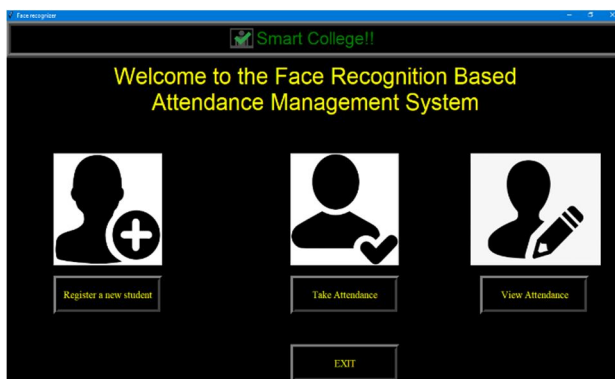 Face recognizer
Smart College!!
Welcome to the Face Recognition Based
Attendance Management System
Register a new student
Take Attendance
View Attendance
EXIT